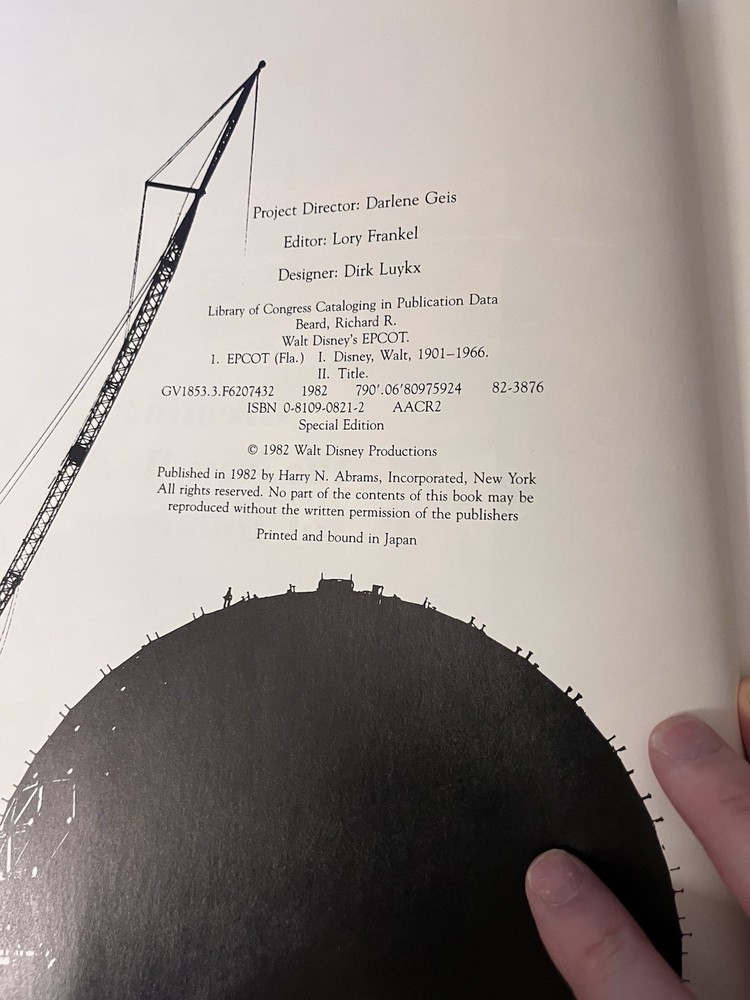 Project Director: Darlene Geis
Editor: Lory Frankel
Designer: Dirk Luykx
Library of Congress Cataloging in Publication Data
Beard, Richard R.
Walt Disney's EPCOT.
1. EPCOT (Fla.) I. Disney, Walt, 1901–1966.
II. Title.
GV1853.3.F6207432 1982 790'.06'80975924 82-3876
ISBN 0-8109-0821-2 AACR2
Special Edition
© 1982 Walt Disney Productions
Published in 1982 by Harry N. Abrams, Incorporated, New York
All rights reserved. No part of the contents of this book may be
reproduced without the written permission of the publishers
Printed and bound in Japan